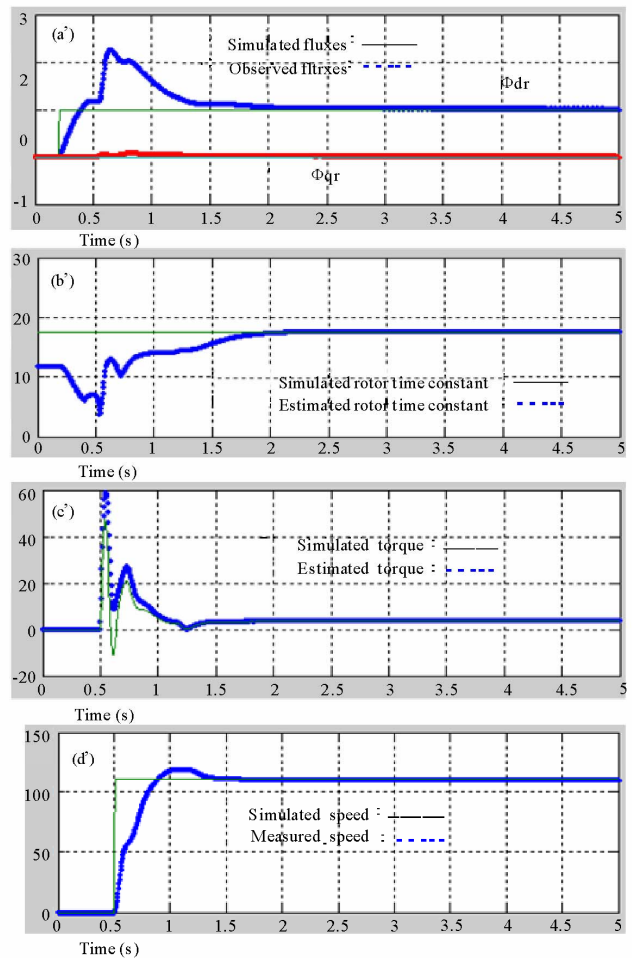 3
(a')
Simulated fluxes :
Observed fltrxes :
2
Φdr
0
Φqr
-1
0 0.5 1 1.5 2 2.5 3 3.5 4 4.5 5
Time (s)
30
(b')
20
10
Simulated rotor time constant
Estimated rotor time constant
0
0 0.5 1 1.5 2 2.5 3 3.5 4 4.5 5
Time (s)
60
(c')
40
Simulated torque :
Estimated torque :
20
0
-20
0 0.5 1 1.5 2 2.5 3 3.5 4 4.5 5
Time (s)
150
(d')
100
Simulated speed :
Measured speed :
50
0
0 0.5 1 1.5 2 2.5 3 3.5 4 4.5 5
Time (s)